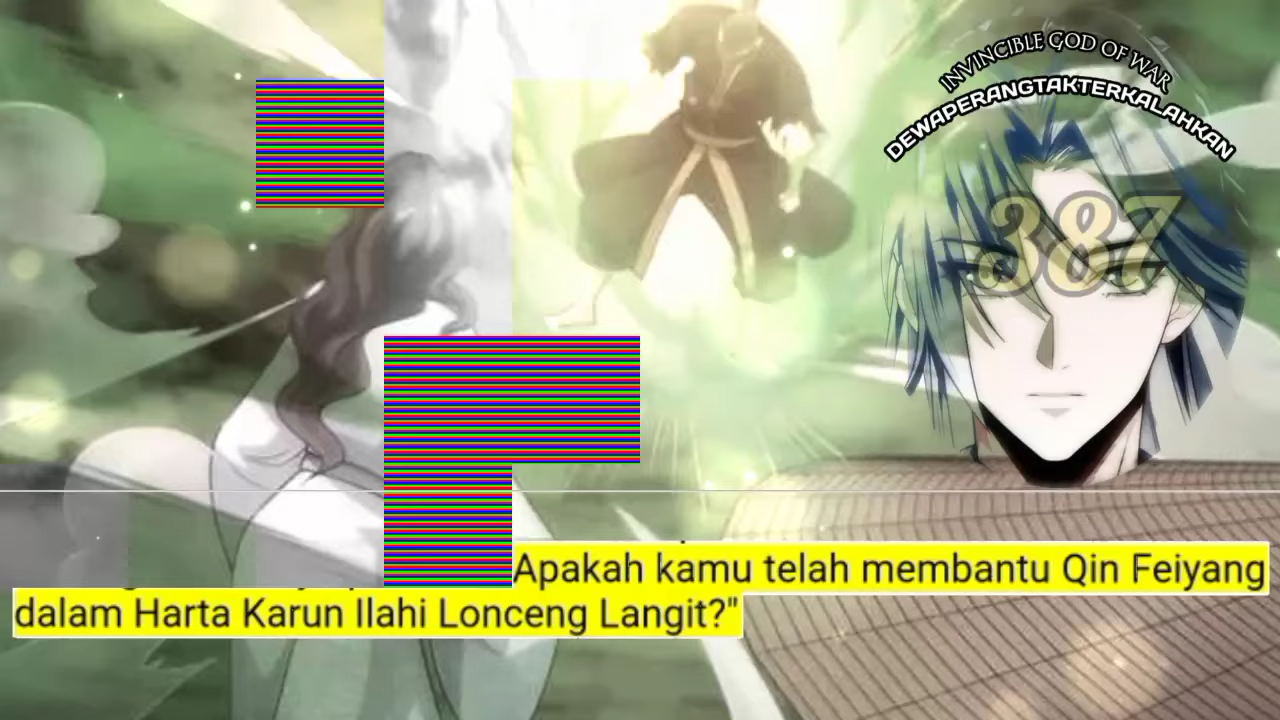 INVINCIBLE GOD OF WAR
DEWAPERANGTAKTERKALAHKAN
387
Apakah kamu telah membantu Qin Feiyang
dalam Harta Karun Ilahi Lonceng Langit?"